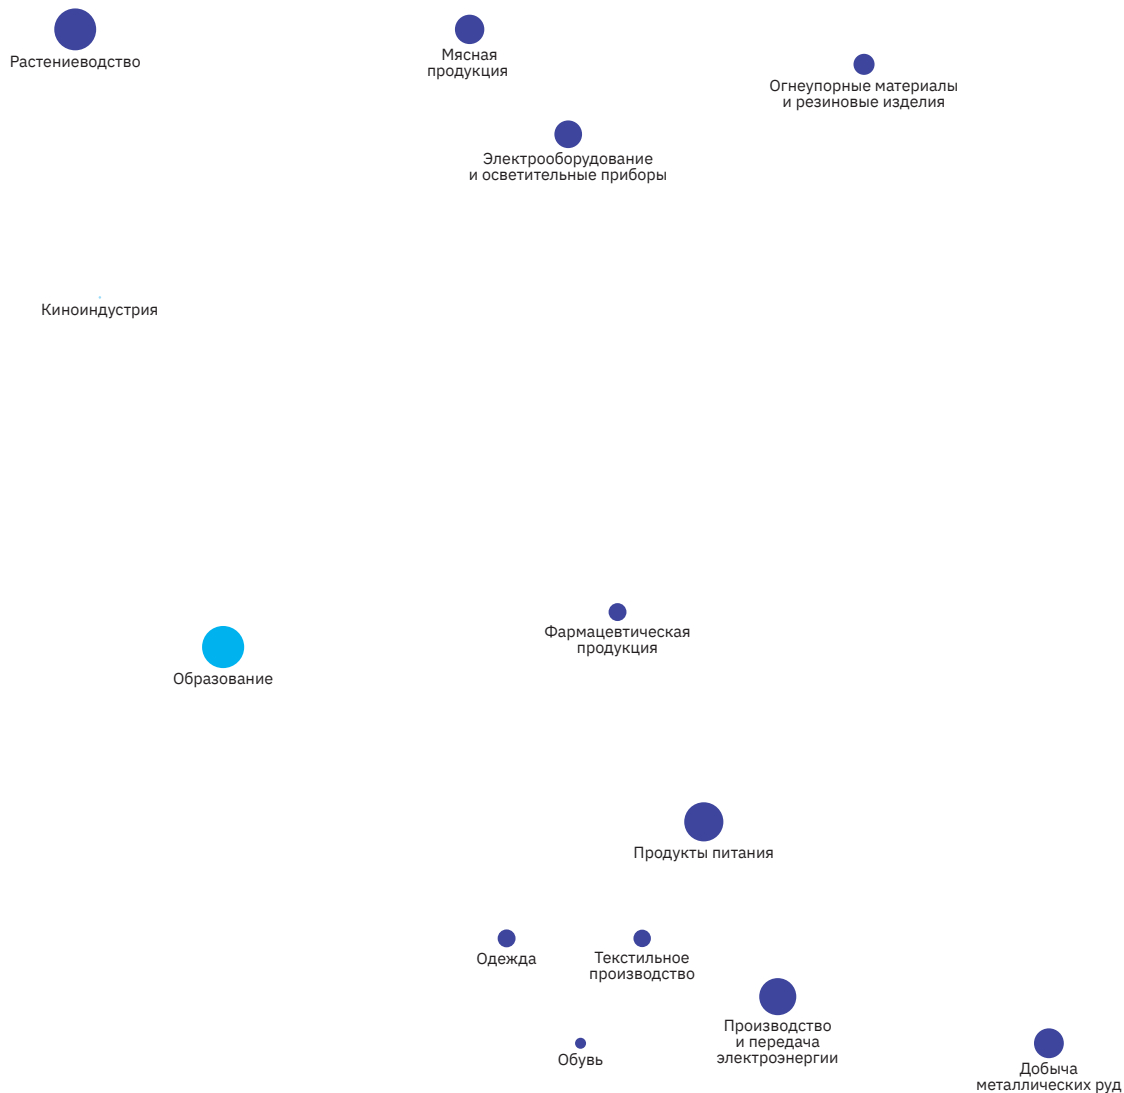 Растениеводство
Мясная
продукция
Огнеупорные материалы
и резиновые изделия
Электрооборудование
и осветительные приборы
Киноиндустрия
Фармацевтическая
продукция
Образование
Продукты питания
Одежда
Текстильное
производство
Производство
и передача
электроэнергии
Обувь
Добыча
металлических руд